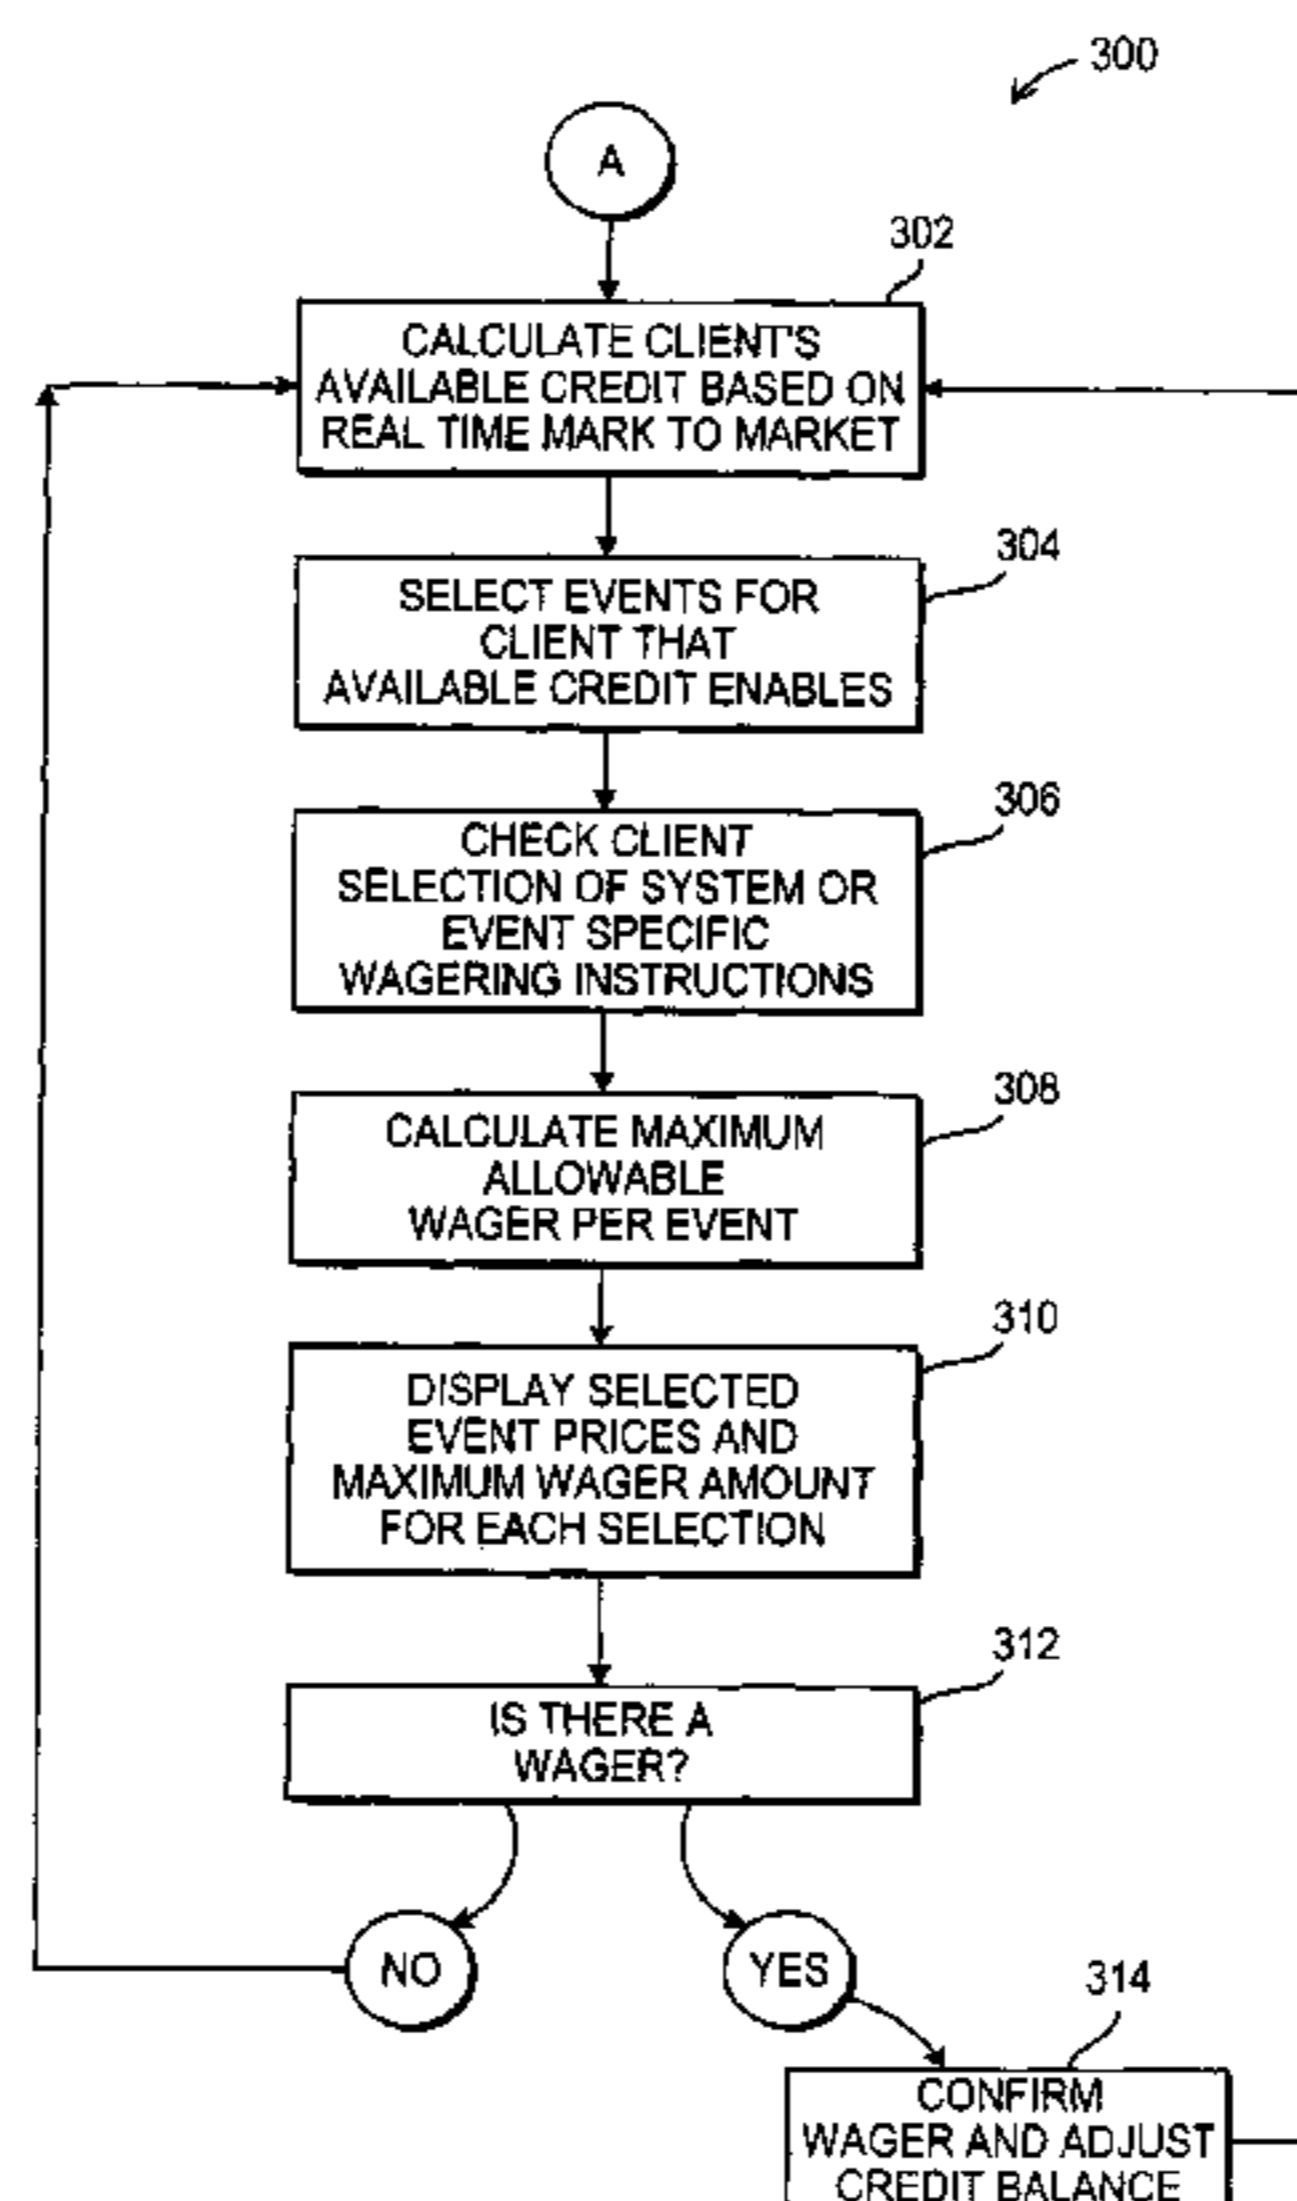 300
A
302
CALCULATE CLIENT'S
AVAILABLE CREDIT BASED ON
REAL TIME MARK TO MARKET
304
SELECT EVENTS FOR
CLIENT THAT
AVAILABLE CREDIT ENABLES
306
CHECK CLIENT
SELECTION OF SYSTEM OR
EVENT SPECIFIC
WAGERING INSTRUCTIONS
308
CALCULATE MAXIMUM
ALLOWABLE
WAGER PER EVENT
310
DISPLAY SELECTED
EVENT PRICES AND
MAXIMUM WAGER AMOUNT
FOR EACH SELECTION
312
IS THERE A
WAGER?
NO
YES
314
CONFIRM
WAGER AND ADJUST
CREDIT BALANCE